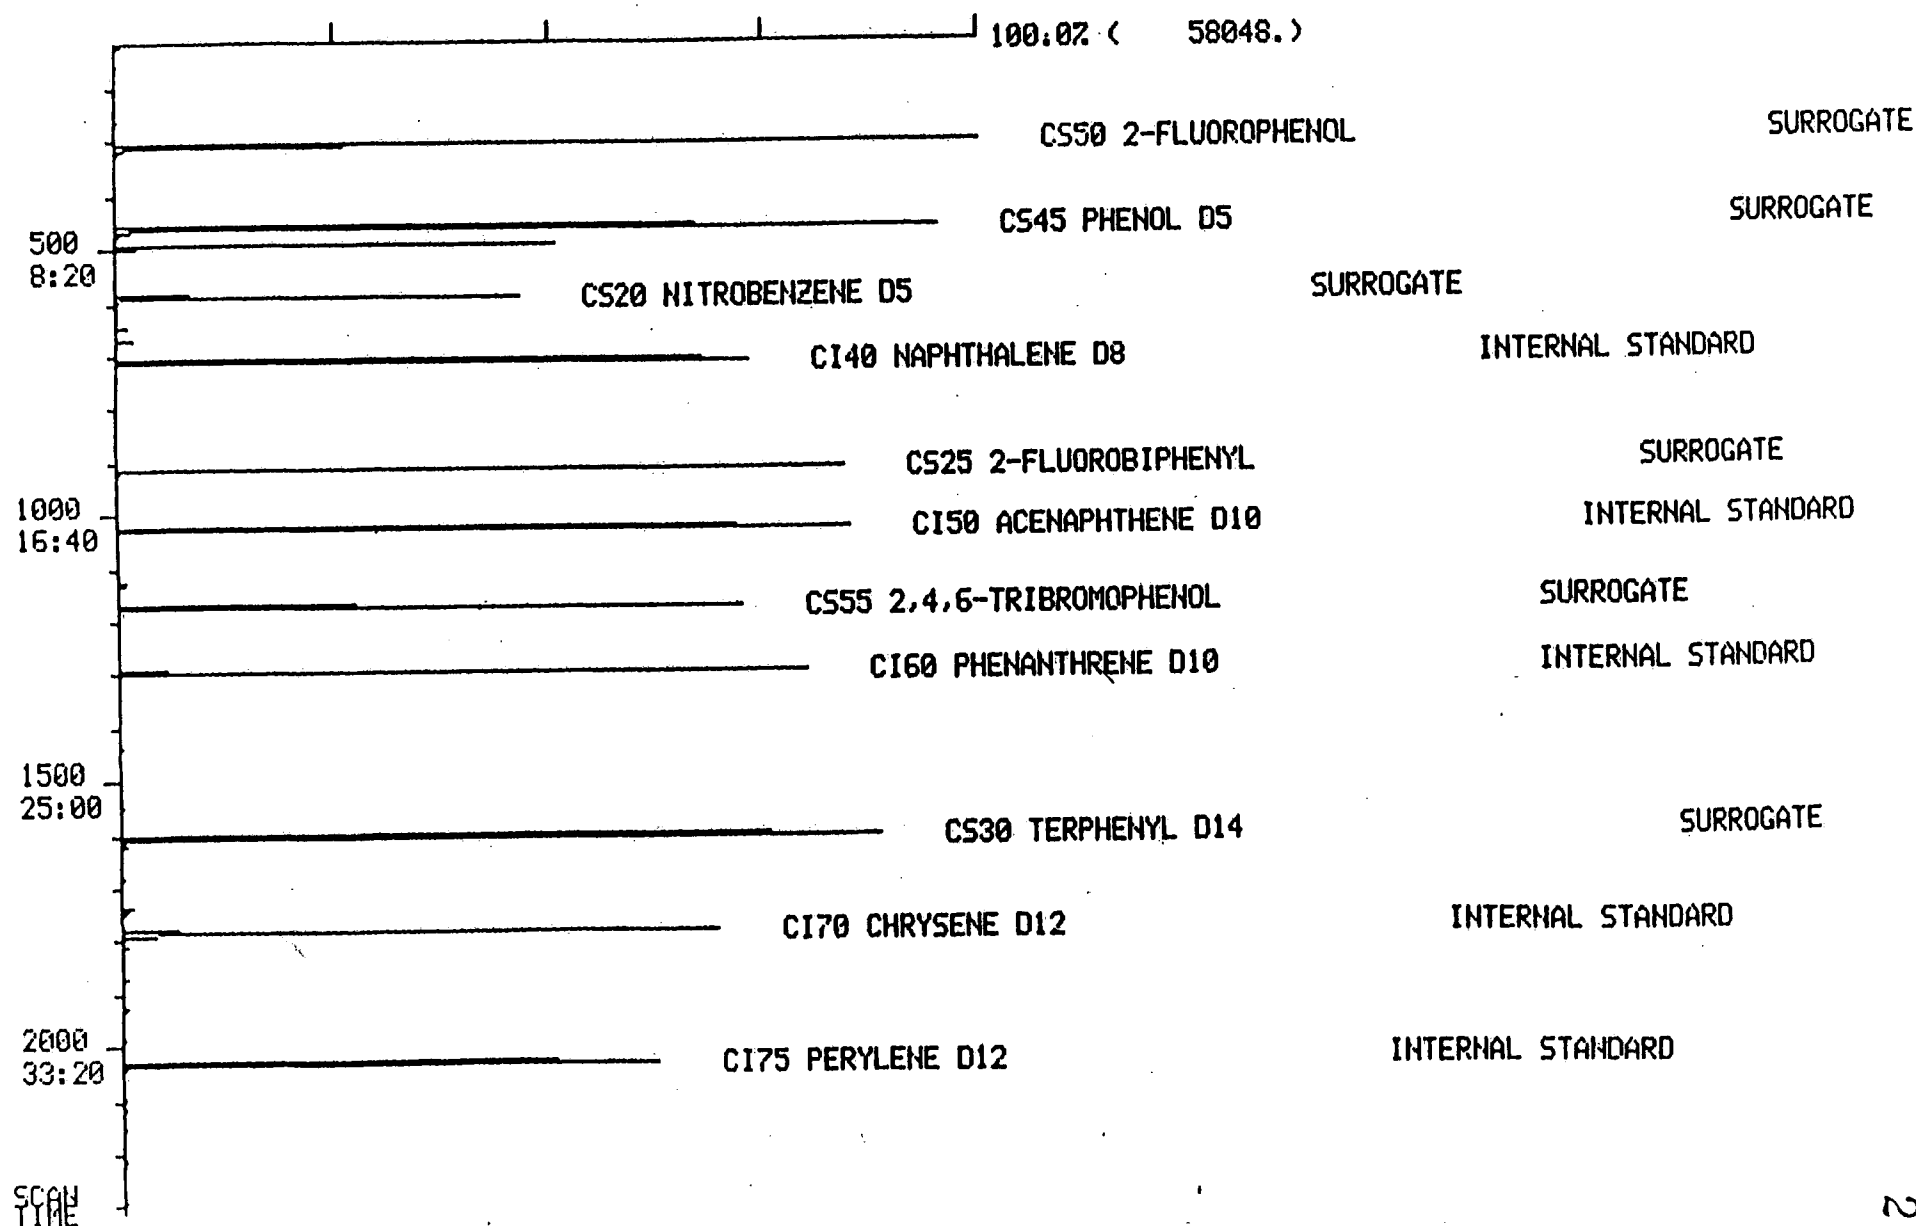 100.0% ( 58048.)
CS50 2-FLUOROPHENOL SURROGATE
CS45 PHENOL D5 SURROGATE
500
8:20
CS20 NITROBENZENE D5 SURROGATE
CI40 NAPHTHALENE D8 INTERNAL STANDARD
CS25 2-FLUOROBIPHENYL SURROGATE
1000
16:40
CI50 ACENAPHTHENE D10 INTERNAL STANDARD
CS55 2,4,6-TRIBROMOPHENOL SURROGATE
CI60 PHENANTHRENE D10 INTERNAL STANDARD
1500
25:00
CS30 TERPHENYL D14 SURROGATE
CI70 CHRYSENE D12 INTERNAL STANDARD
2000
33:20
CI75 PERYLENE D12 INTERNAL STANDARD
SCAN
TIME
2